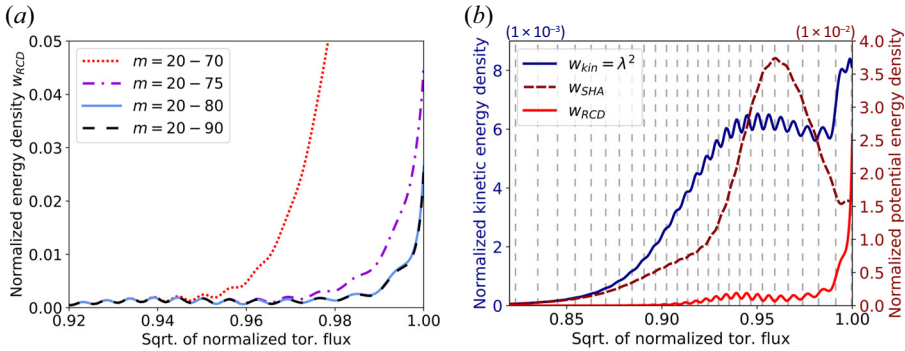 (a)
Normalized energy density w_RCD
0.05
0.04
0.03
0.02
0.01
0.00
m = 20 − 70
m = 20 − 75
m = 20 − 80
m = 20 − 90
0.92
0.94
0.96
0.98
1.00
Sqrt. of normalized tor. flux
(b)
(1 × 10⁻³)
(1 × 10⁻²)
Normalized kinetic energy density
8
6
4
2
0
w_kin = λ²
w_SHA
w_RCD
4.0
3.5
3.0
2.5
2.0
1.5
1.0
0.5
0.0
Normalized potential energy density
0.85
0.90
0.95
1.00
Sqrt. of normalized tor. flux